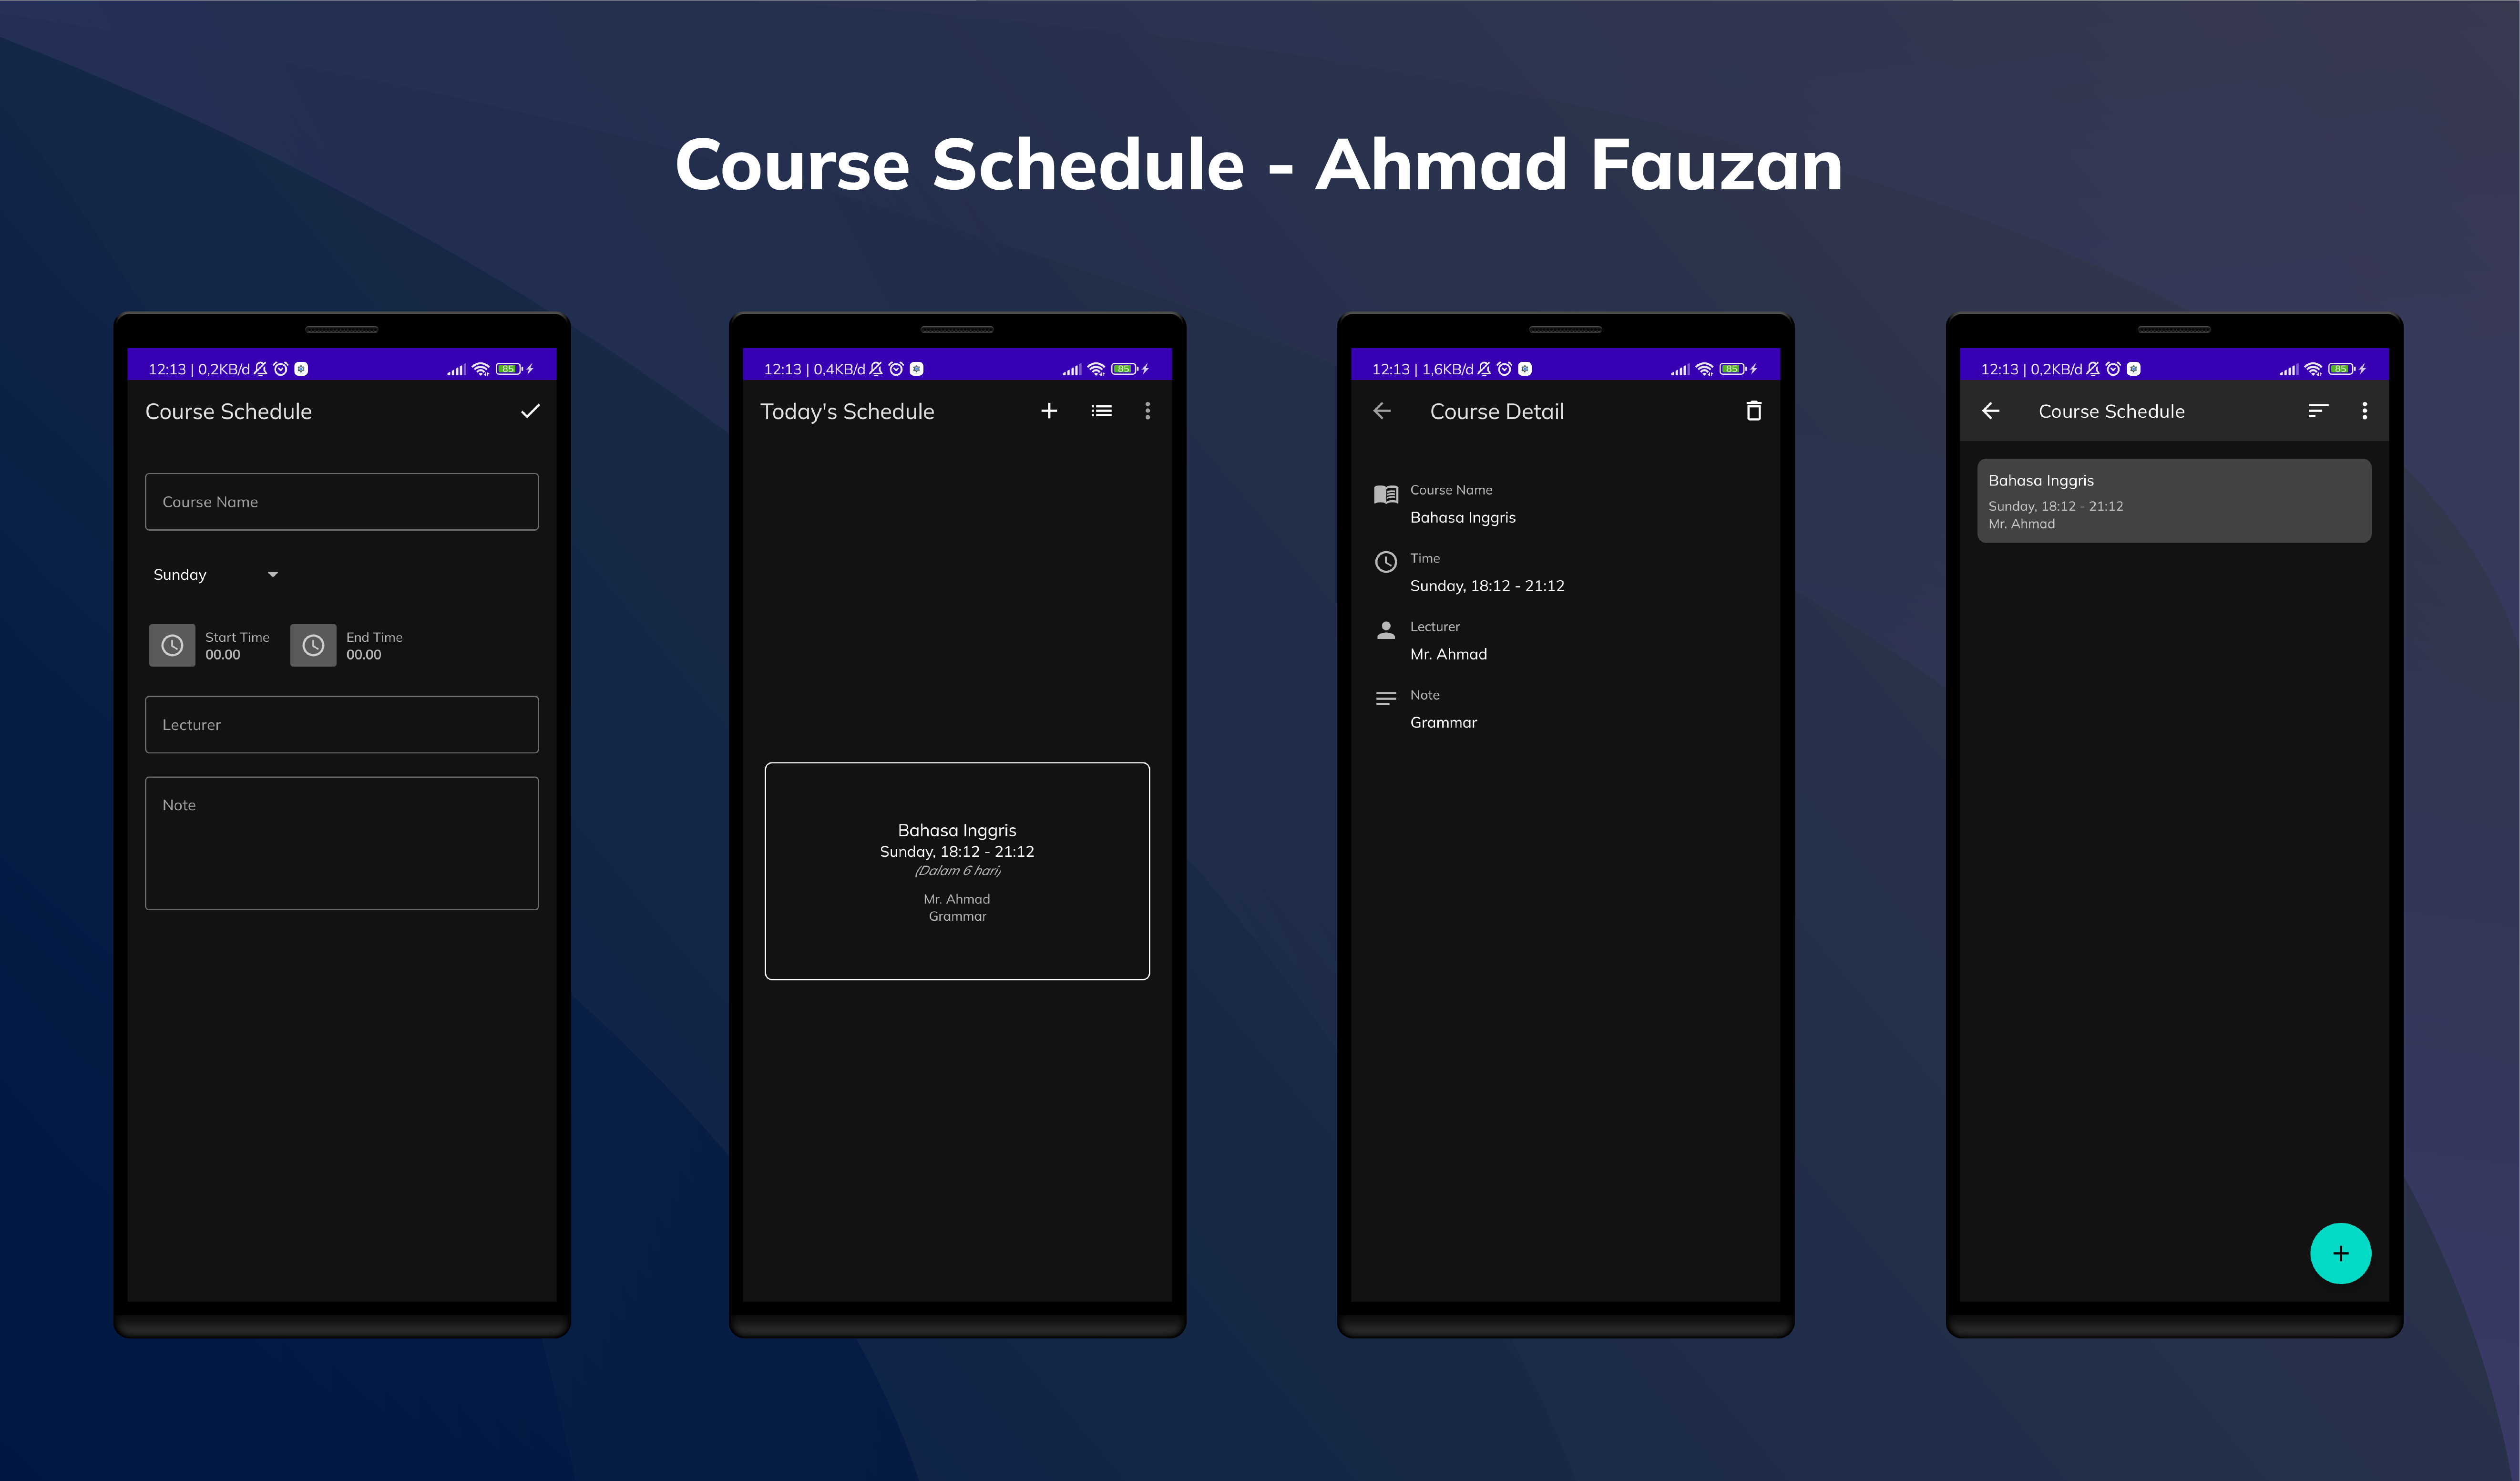 Course Schedule - Ahmad Fauzan
12:13 | 0,2KB/d
85
Course Schedule
Course Name
Sunday
Start Time
00.00
End Time
00.00
Lecturer
Note
12:13 | 0,4KB/d
85
Today's Schedule
Bahasa Inggris
Sunday, 18:12 - 21:12
(Dalam 6 hari)
Mr. Ahmad
Grammar
12:13 | 1,6KB/d
85
Course Detail
Course Name
Bahasa Inggris
Time
Sunday, 18:12 - 21:12
Lecturer
Mr. Ahmad
Note
Grammar
12:13 | 0,2KB/d
85
Course Schedule
Bahasa Inggris
Sunday, 18:12 - 21:12
Mr. Ahmad